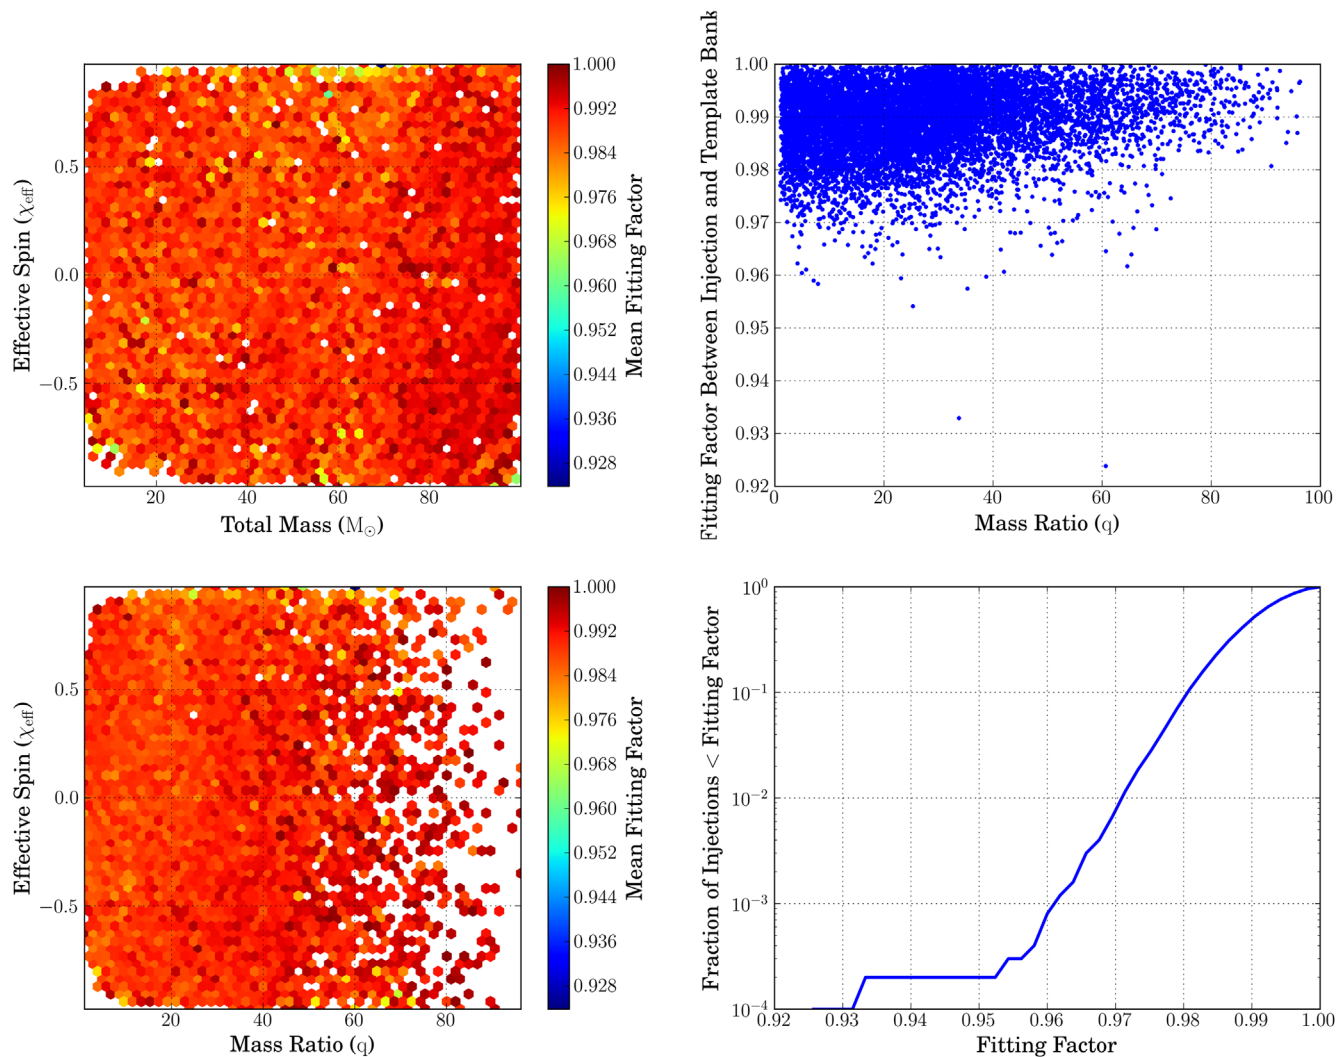 1.000
0.992
0.984
0.976
0.968
0.960
0.952
0.944
0.936
0.928
Mean Fitting Factor
0.5
0.0
−0.5
Effective Spin (χeff)
20 40 60 80
Total Mass (M⊙)
Fitting Factor Between Injection and Template Bank
1.00
0.99
0.98
0.97
0.96
0.95
0.94
0.93
0.92
0 20 40 60 80 100
Mass Ratio (q)
1.000
0.992
0.984
0.976
0.968
0.960
0.952
0.944
0.936
0.928
Mean Fitting Factor
0.5
0.0
−0.5
Effective Spin (χeff)
20 40 60 80
Mass Ratio (q)
Fraction of Injections < Fitting Factor
10⁰
10⁻¹
10⁻²
10⁻³
10⁻⁴
0.92 0.93 0.94 0.95 0.96 0.97 0.98 0.99 1.00
Fitting Factor